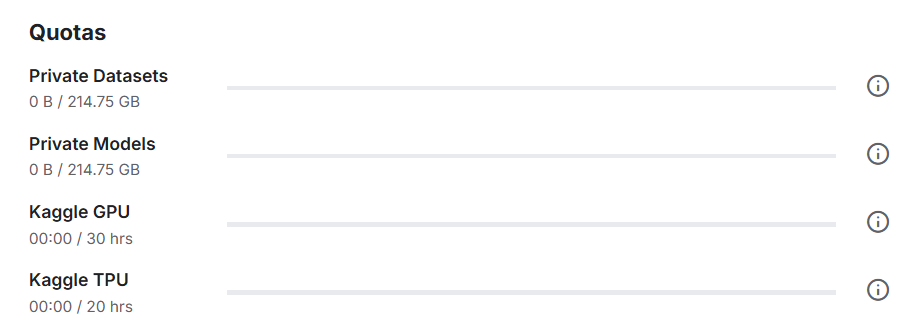 Quotas
Private Datasets
0 B / 214.75 GB
Private Models
0 B / 214.75 GB
Kaggle GPU
00:00 / 30 hrs
Kaggle TPU
00:00 / 20 hrs